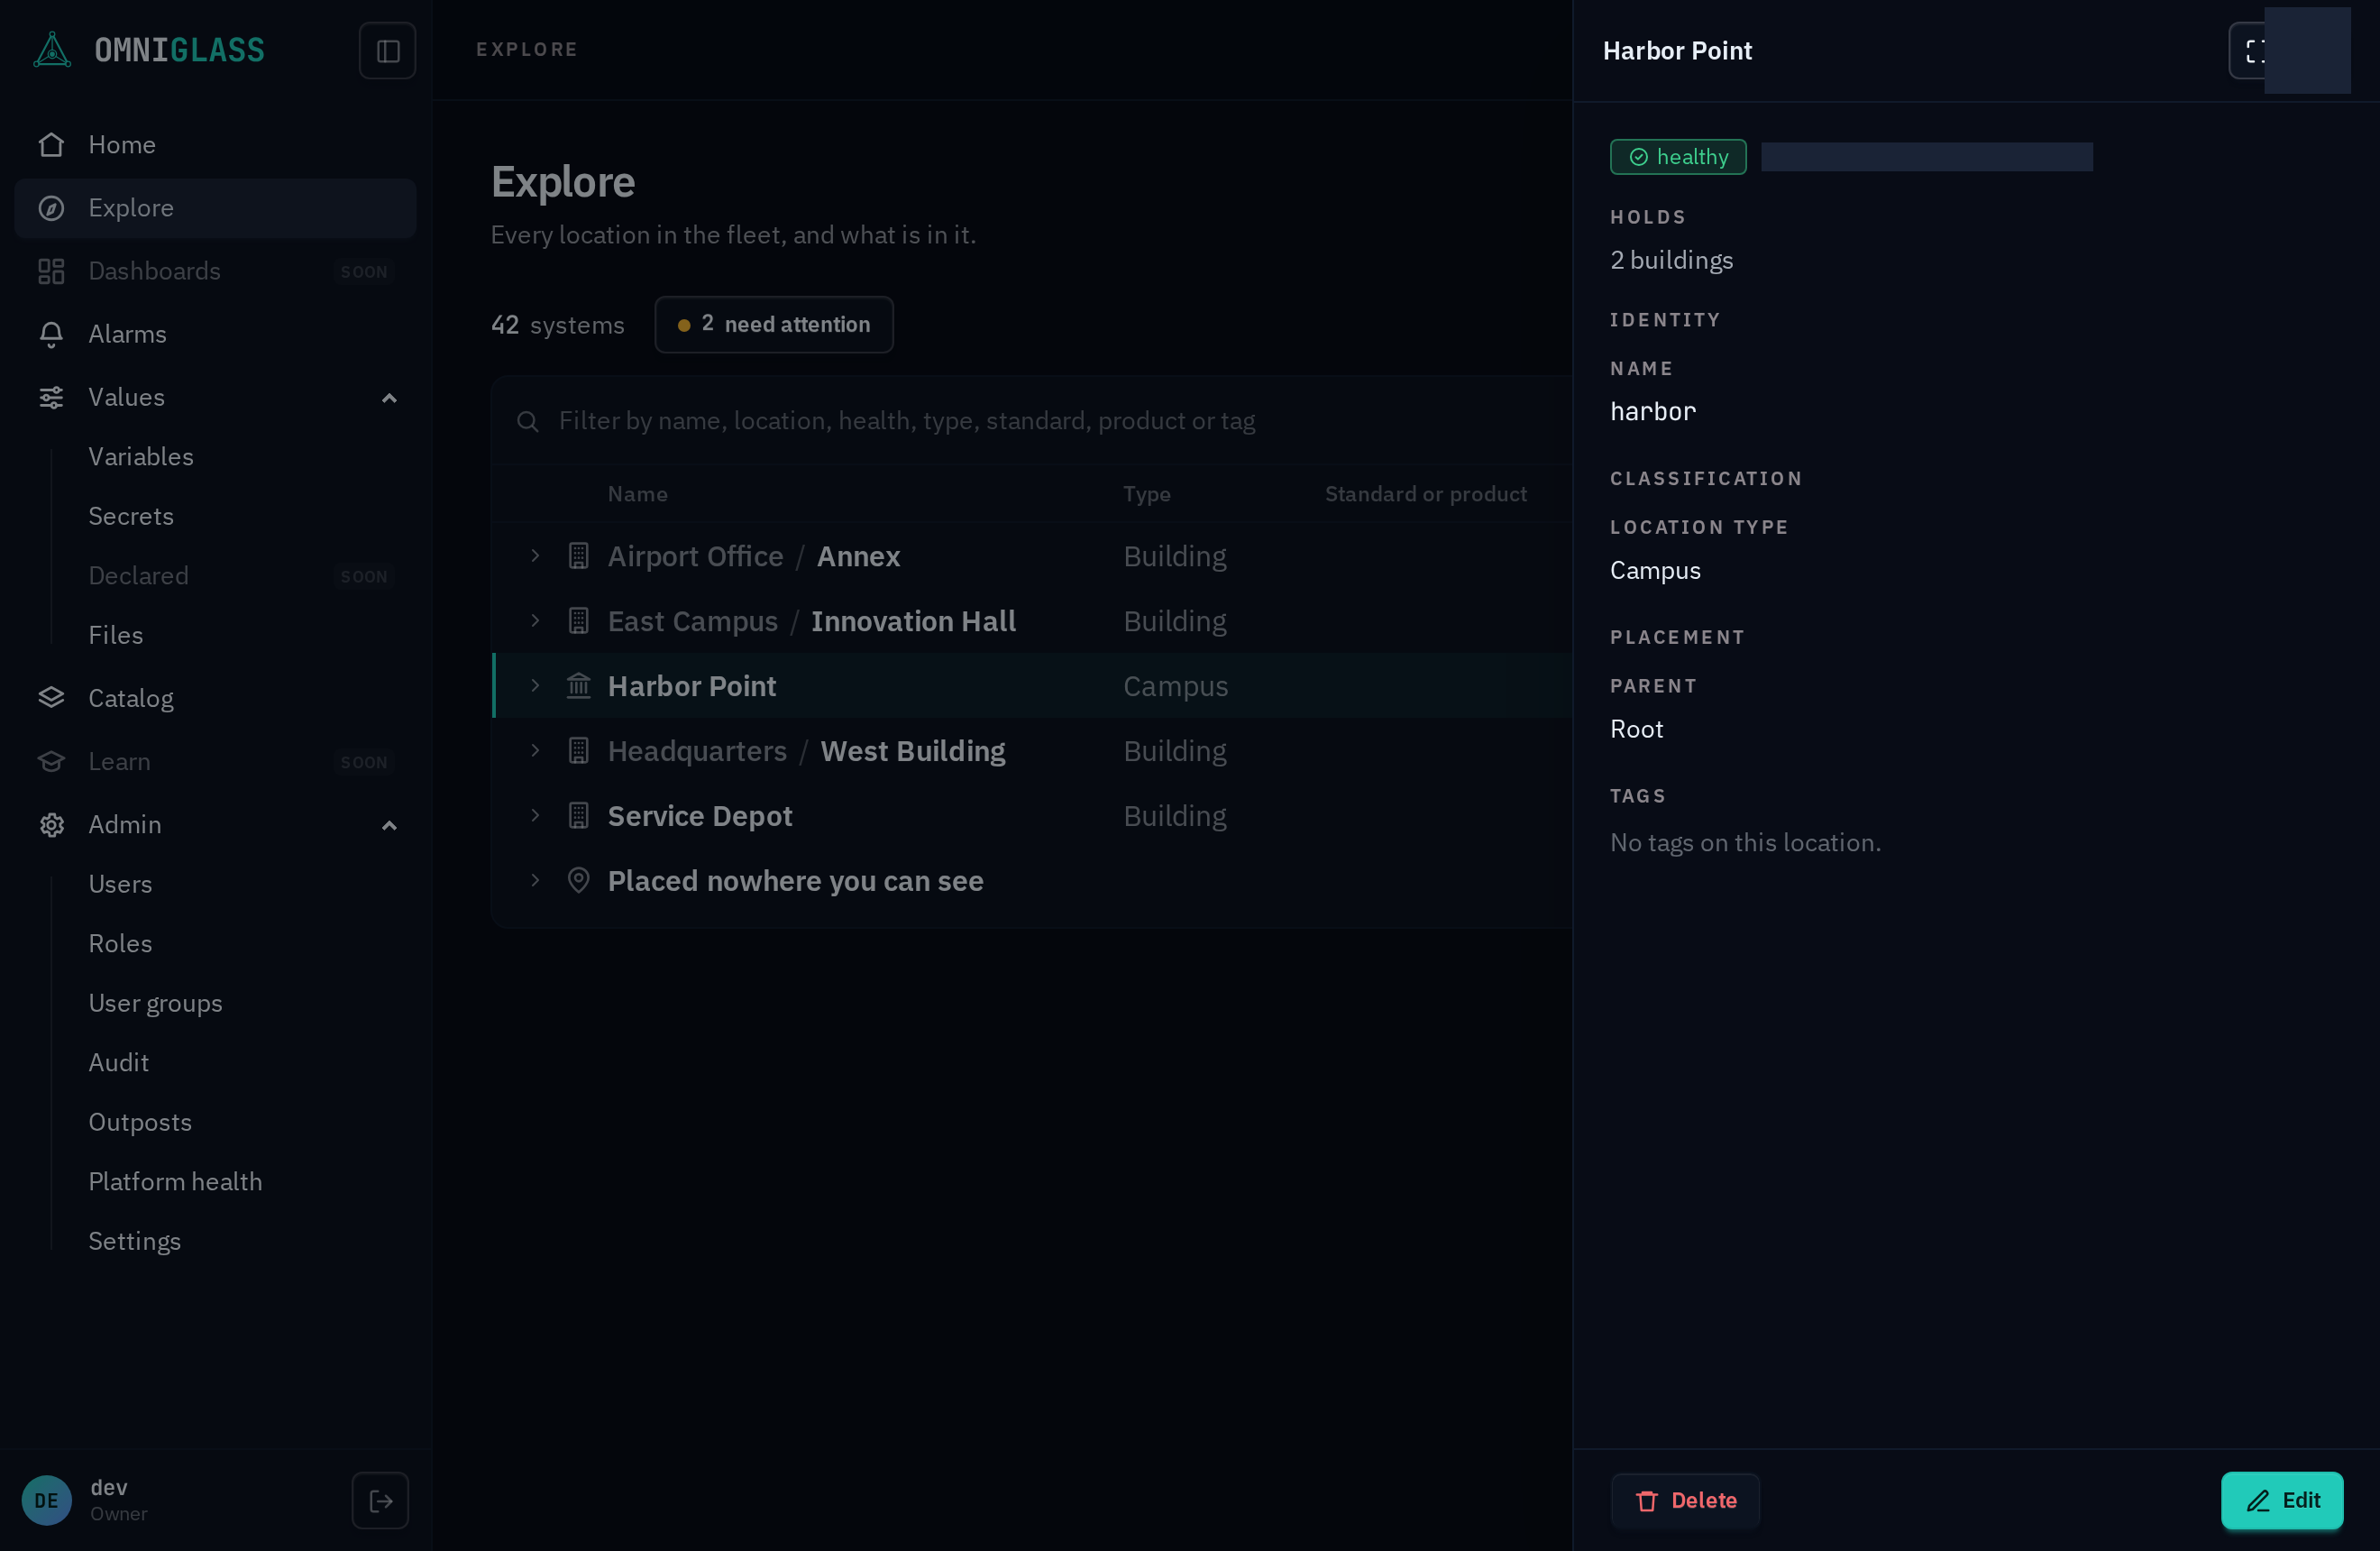 OMNIGLASS
EXPLORE
Harbor Point
Home
Explore
Dashboards SOON
Alarms
Values
Variables
Secrets
Declared SOON
Files
Catalog
Learn SOON
Admin
Users
Roles
User groups
Audit
Outposts
Platform health
Settings
DE dev
Owner
Explore
Every location in the fleet, and what is in it.
42 systems 2 need attention
Filter by name, location, health, type, standard, product or tag
Name Type Standard or product
Airport Office / Annex Building
East Campus / Innovation Hall Building
Harbor Point Campus
Headquarters / West Building Building
Service Depot Building
Placed nowhere you can see
healthy
HOLDS
2 buildings
IDENTITY
NAME
harbor
CLASSIFICATION
LOCATION TYPE
Campus
PLACEMENT
PARENT
Root
TAGS
No tags on this location.
Delete Edit